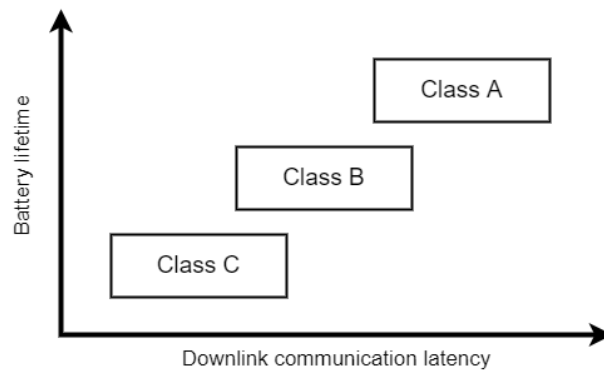 Battery lifetime
Class A
Class B
Class C
Downlink communication latency